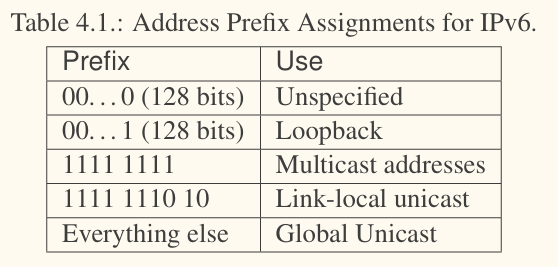 Table 4.1.: Address Prefix Assignments for IPv6.
Prefix Use
00...0 (128 bits) Unspecified
00...1 (128 bits) Loopback
1111 1111 Multicast addresses
1111 1110 10 Link-local unicast
Everything else Global Unicast